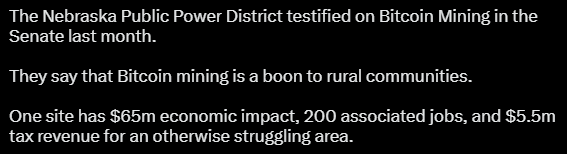 The Nebraska Public Power District testified on Bitcoin Mining in the
Senate last month.
They say that Bitcoin mining is a boon to rural communities.
One site has $65m economic impact, 200 associated jobs, and $5.5m
tax revenue for an otherwise struggling area.